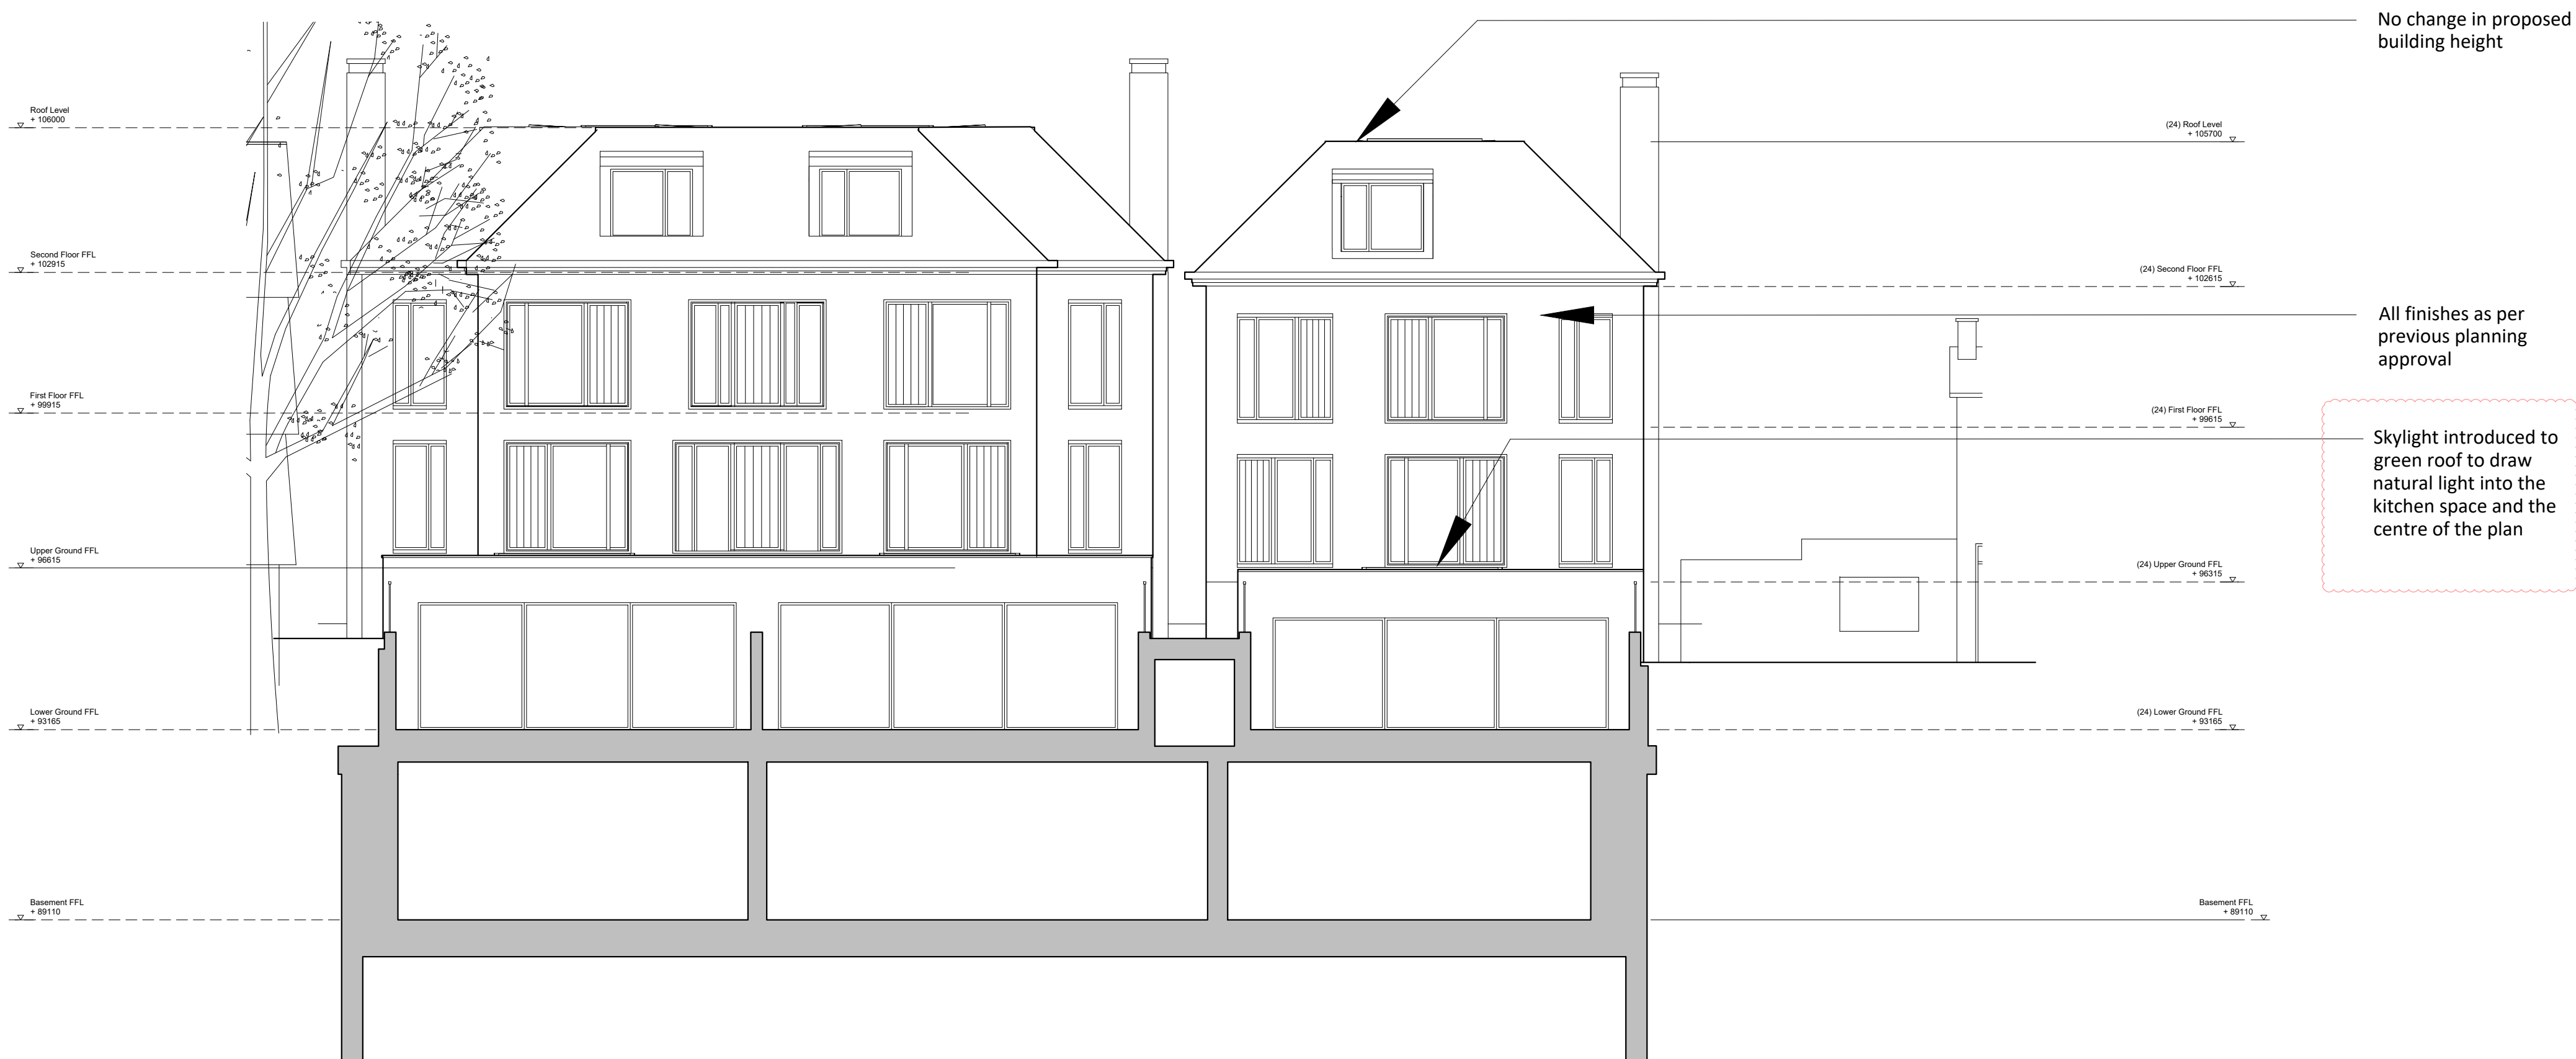 No change in proposed
building height
Roof Level
+ 106000
(24) Roof Level
+ 105700
Second Floor FFL
+ 102915
(24) Second Floor FFL
+ 102615
All finishes as per
previous planning
approval
First Floor FFL
+ 99915
(24) First Floor FFL
+ 99615
Skylight introduced to
green roof to draw
natural light into the
kitchen space and the
centre of the plan
Upper Ground FFL
+ 96615
(24) Upper Ground FFL
+ 96315
Lower Ground FFL
+ 93165
(24) Lower Ground FFL
+ 93165
Basement FFL
+ 89110
Basement FFL
+ 89110